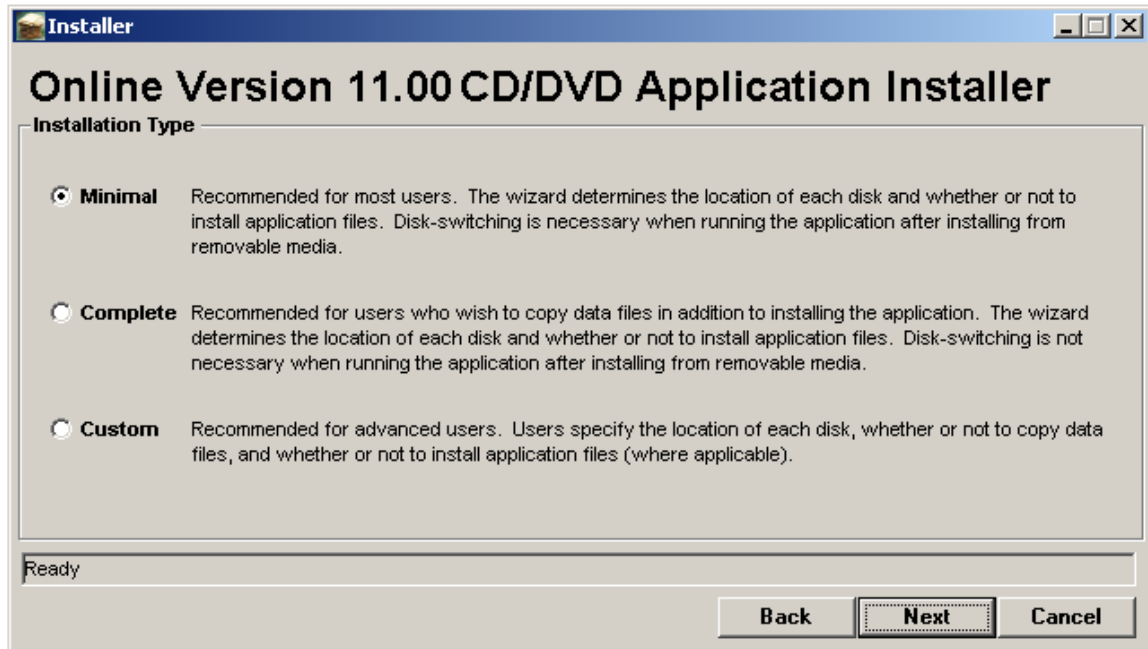 Installer
Online Version 11.00 CD/DVD Application Installer
Installation Type
Minimal
Recommended for most users.  The wizard determines the location of each disk and whether or not to
install application files.  Disk-switching is necessary when running the application after installing from
removable media.
Complete
Recommended for users who wish to copy data files in addition to installing the application.  The wizard
determines the location of each disk and whether or not to install application files.  Disk-switching is not
necessary when running the application after installing from removable media.
Custom
Recommended for advanced users.  Users specify the location of each disk, whether or not to copy data
files, and whether or not to install application files (where applicable).
Ready
Back
Next
Cancel